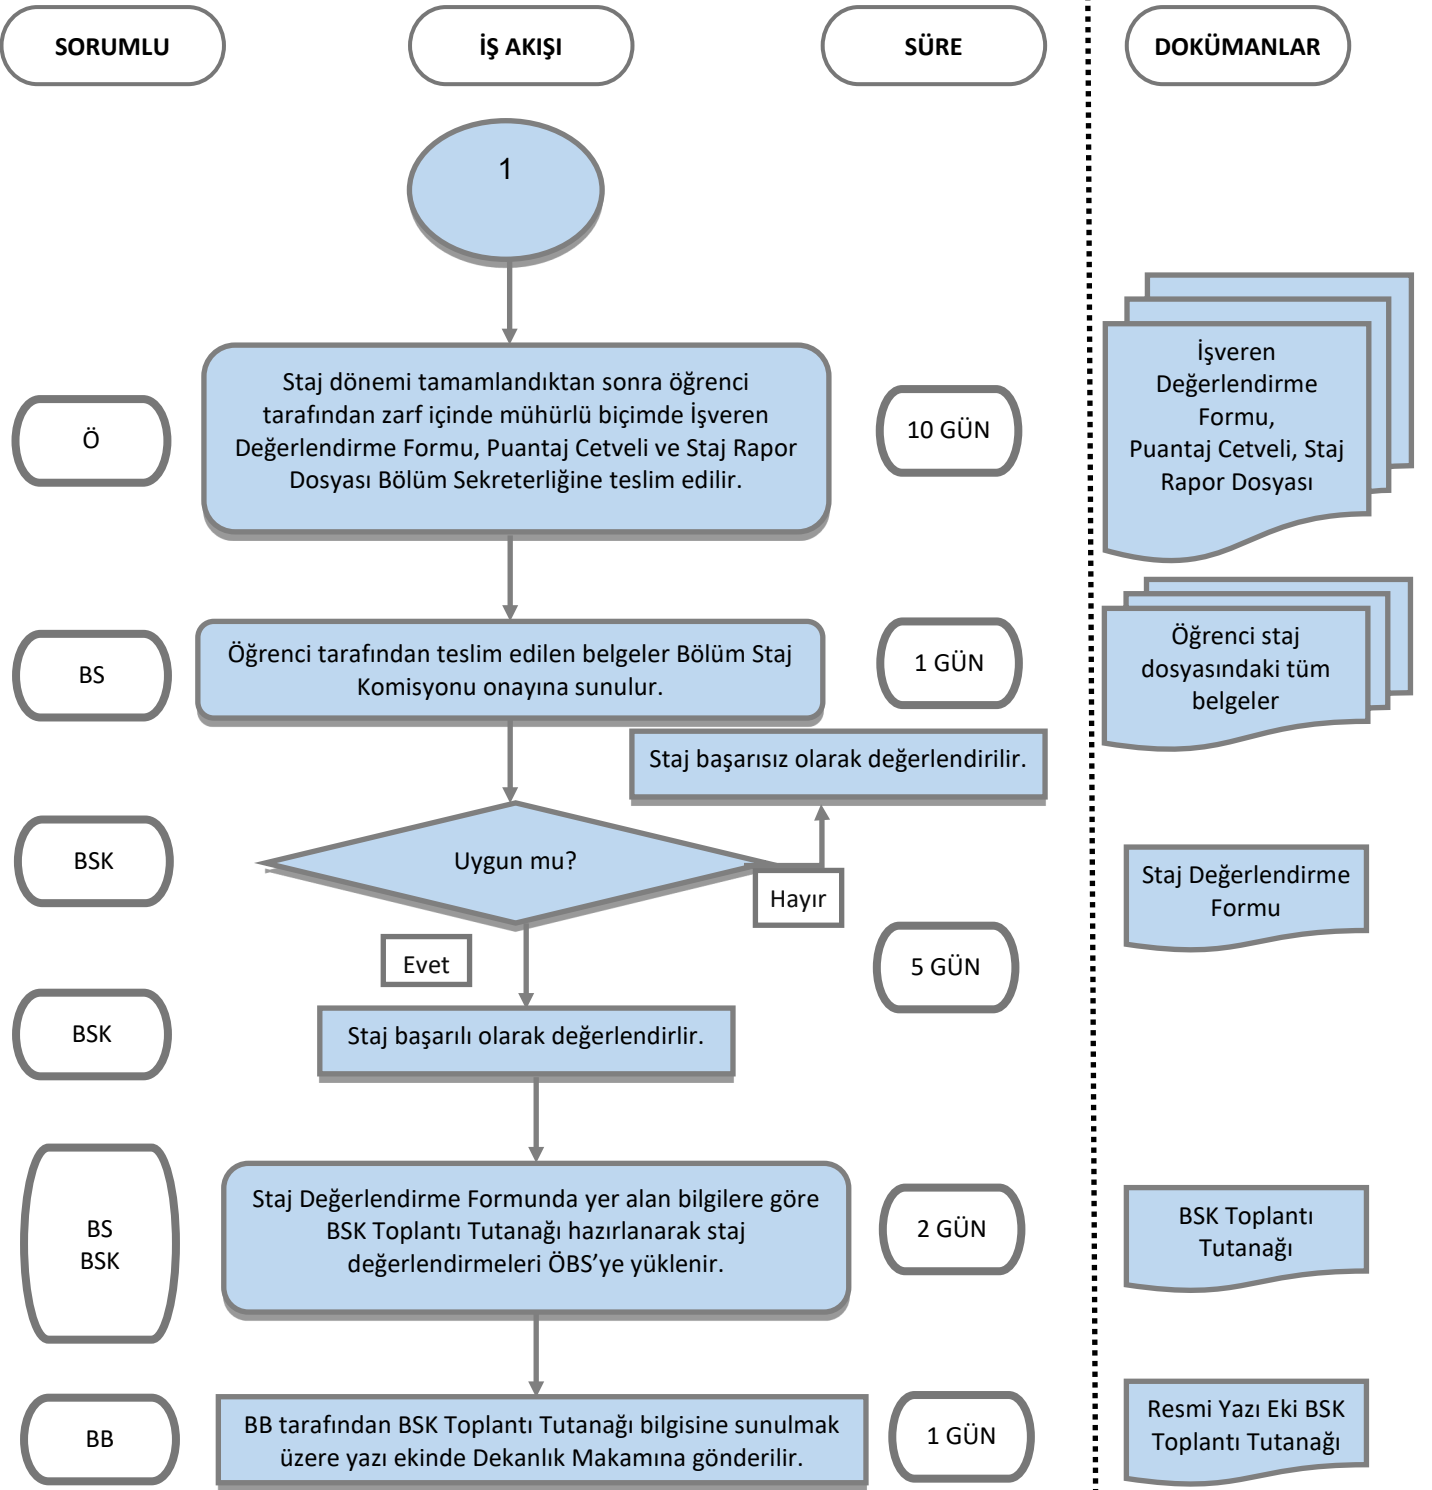 SORUMLU
İŞ AKIŞI
SÜRE
DOKÜMANLAR
1
Ö
Staj dönemi tamamlandıktan sonra öğrenci
tarafından zarf içinde mühürlü biçimde İşveren
Değerlendirme Formu, Puantaj Cetveli ve Staj Rapor
Dosyası Bölüm Sekreterliğine teslim edilir.
10 GÜN
İşveren
Değerlendirme
Formu,
Puantaj Cetveli, Staj
Rapor Dosyası
BS
Öğrenci tarafından teslim edilen belgeler Bölüm Staj
Komisyonu onayına sunulur.
1 GÜN
Öğrenci staj
dosyasındaki tüm
belgeler
Staj başarısız olarak değerlendirilir.
BSK
Uygun mu?
Hayır
Staj Değerlendirme
Formu
Evet
5 GÜN
BSK
Staj başarılı olarak değerlendirlir.
BS
BSK
Staj Değerlendirme Formunda yer alan bilgilere göre
BSK Toplantı Tutanağı hazırlanarak staj
değerlendirmeleri ÖBS’ye yüklenir.
2 GÜN
BSK Toplantı
Tutanağı
BB
BB tarafından BSK Toplantı Tutanağı bilgisine sunulmak
üzere yazı ekinde Dekanlık Makamına gönderilir.
1 GÜN
Resmi Yazı Eki BSK
Toplantı Tutanağı